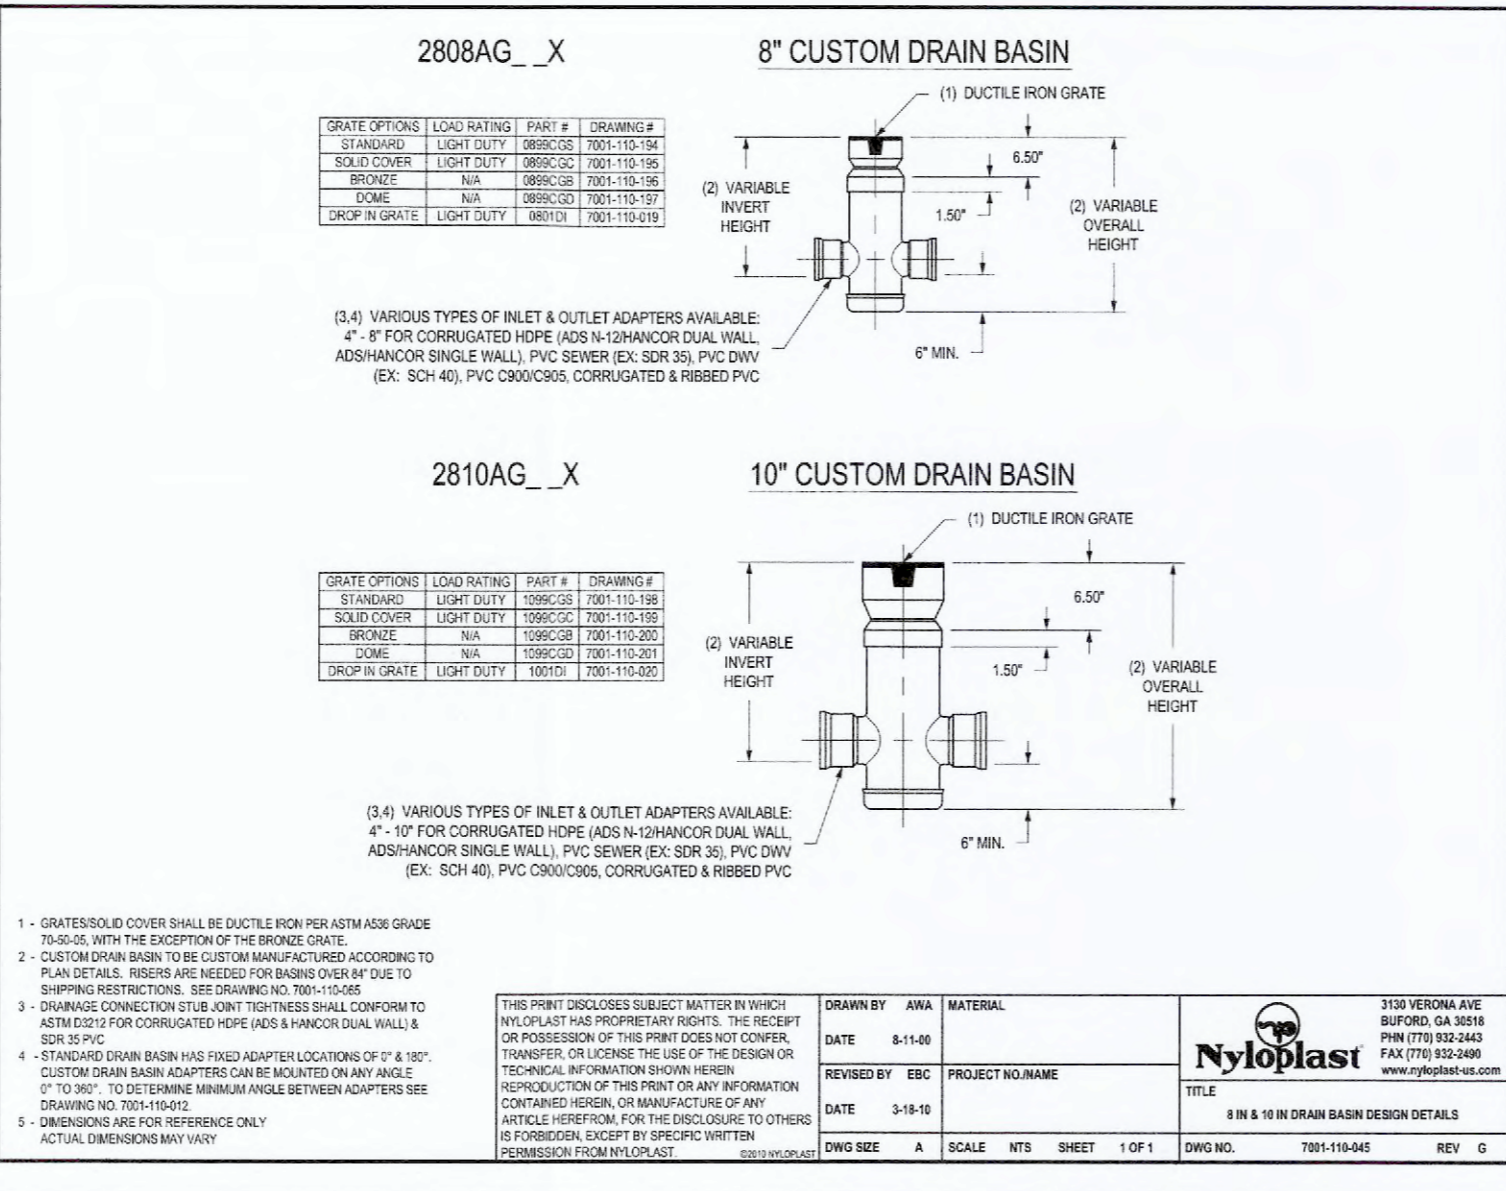 2808AG_ _X
8" CUSTOM DRAIN BASIN
(1) DUCTILE IRON GRATE
GRATE OPTIONS LOAD RATING PART # DRAWING #
STANDARD LIGHT DUTY 0899CGS 7001-110-194
SOLID COVER LIGHT DUTY 0899CGC 7001-110-195
BRONZE N/A 0899CGB 7001-110-196
DOME N/A 0899CGD 7001-110-197
DROP IN GRATE LIGHT DUTY 0801DI 7001-110-019
(2) VARIABLE
INVERT
HEIGHT
6.50"
1.50"
(2) VARIABLE
OVERALL
HEIGHT
6" MIN.
(3,4) VARIOUS TYPES OF INLET & OUTLET ADAPTERS AVAILABLE:
4" - 8" FOR CORRUGATED HDPE (ADS N-12/HANCOR DUAL WALL,
ADS/HANCOR SINGLE WALL), PVC SEWER (EX: SDR 35), PVC DWV
(EX: SCH 40), PVC C900/C905, CORRUGATED & RIBBED PVC
2810AG_ _X
10" CUSTOM DRAIN BASIN
(1) DUCTILE IRON GRATE
GRATE OPTIONS LOAD RATING PART # DRAWING #
STANDARD LIGHT DUTY 1099CGS 7001-110-198
SOLID COVER LIGHT DUTY 1099CGC 7001-110-199
BRONZE N/A 1099CGB 7001-110-200
DOME N/A 1099CGD 7001-110-201
DROP IN GRATE LIGHT DUTY 1001DI 7001-110-020
(2) VARIABLE
INVERT
HEIGHT
6.50"
1.50"
(2) VARIABLE
OVERALL
HEIGHT
6" MIN.
(3,4) VARIOUS TYPES OF INLET & OUTLET ADAPTERS AVAILABLE:
4" - 10" FOR CORRUGATED HDPE (ADS N-12/HANCOR DUAL WALL,
ADS/HANCOR SINGLE WALL), PVC SEWER (EX: SDR 35), PVC DWV
(EX: SCH 40), PVC C900/C905, CORRUGATED & RIBBED PVC
1 - GRATES/SOLID COVER SHALL BE DUCTILE IRON PER ASTM A536 GRADE
70-50-05, WITH THE EXCEPTION OF THE BRONZE GRATE.
2 - CUSTOM DRAIN BASIN TO BE CUSTOM MANUFACTURED ACCORDING TO
PLAN DETAILS. RISERS ARE NEEDED FOR BASINS OVER 84" DUE TO
SHIPPING RESTRICTIONS. SEE DRAWING NO. 7001-110-065
3 - DRAINAGE CONNECTION STUB JOINT TIGHTNESS SHALL CONFORM TO
ASTM D3212 FOR CORRUGATED HDPE (ADS & HANCOR DUAL WALL) &
SDR 35 PVC
4 - STANDARD DRAIN BASIN HAS FIXED ADAPTER LOCATIONS OF 0° & 180°.
CUSTOM DRAIN BASIN ADAPTERS CAN BE MOUNTED ON ANY ANGLE
0° TO 360°. TO DETERMINE MINIMUM ANGLE BETWEEN ADAPTERS SEE
DRAWING NO. 7001-110-012.
5 - DIMENSIONS ARE FOR REFERENCE ONLY
ACTUAL DIMENSIONS MAY VARY
THIS PRINT DISCLOSES SUBJECT MATTER IN WHICH
NYLOPLAST HAS PROPRIETARY RIGHTS. THE RECEIPT
OR POSSESSION OF THIS PRINT DOES NOT CONFER,
TRANSFER, OR LICENSE THE USE OF THE DESIGN OR
TECHNICAL INFORMATION SHOWN HEREIN
REPRODUCTION OF THIS PRINT OR ANY INFORMATION
CONTAINED HEREIN, OR MANUFACTURE OF ANY
ARTICLE HEREFROM, FOR THE DISCLOSURE TO OTHERS
IS FORBIDDEN, EXCEPT BY SPECIFIC WRITTEN
PERMISSION FROM NYLOPLAST.
©2010 NYLOPLAST
DRAWN BY AWA
DATE 8-11-00
REVISED BY EBC
DATE 3-18-10
DWG SIZE A
MATERIAL
PROJECT NO./NAME
SCALE NTS SHEET 1 OF 1
Nyloplast
3130 VERONA AVE
BUFORD, GA 30518
PHN (770) 932-2443
FAX (770) 932-2490
www.nyloplast-us.com
TITLE
8 IN & 10 IN DRAIN BASIN DESIGN DETAILS
DWG NO. 7001-110-045 REV G